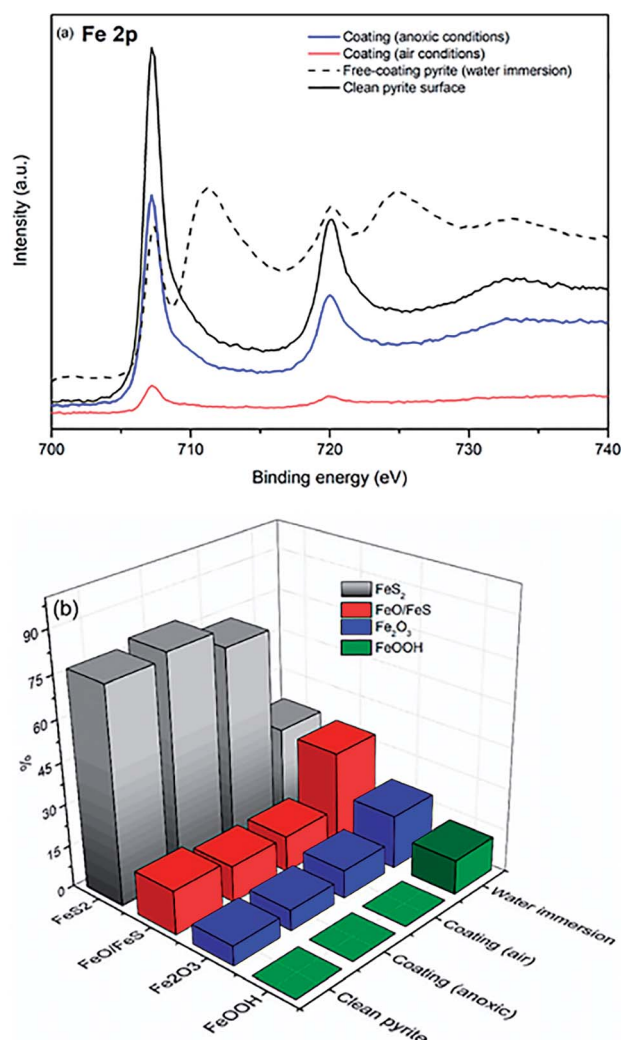 (a) Fe 2p
Coating (anoxic conditions)
Coating (air conditions)
Free-coating pyrite (water immersion)
Clean pyrite surface
Intensity (a.u.)
700 710 720 730 740
Binding energy (eV)
(b)
FeS₂
FeO/FeS
Fe₂O₃
FeOOH
90
75
60
45
30
15
0
%
FeS2
FeO/FeS
Fe2O3
FeOOH
Water immersion
Coating (air)
Coating (anoxic)
Clean pyrite